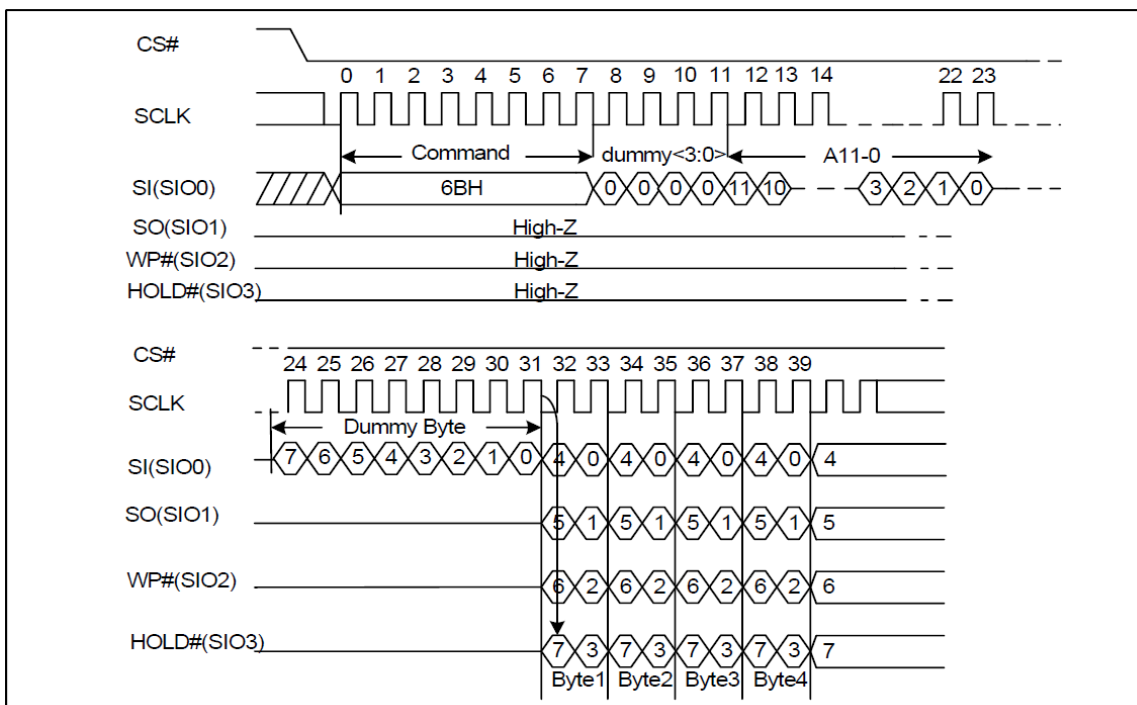 CS#
0 1 2 3 4 5 6 7 8 9 10 11 12 13 14 22 23
SCLK
Command dummy<3:0> A11-0
SI(SIO0) 6BH 0 0 0 0 11 10 3 2 1 0
SO(SIO1) High-Z
WP#(SIO2) High-Z
HOLD#(SIO3) High-Z
CS#
24 25 26 27 28 29 30 31 32 33 34 35 36 37 38 39
SCLK
Dummy Byte
SI(SIO0) 7 6 5 4 3 2 1 0 4 0 4 0 4 0 4 0 4
SO(SIO1) 5 1 5 1 5 1 5 1 5
WP#(SIO2) 6 2 6 2 6 2 6 2 6
HOLD#(SIO3) 7 3 7 3 7 3 7 3 7
Byte1 Byte2 Byte3 Byte4